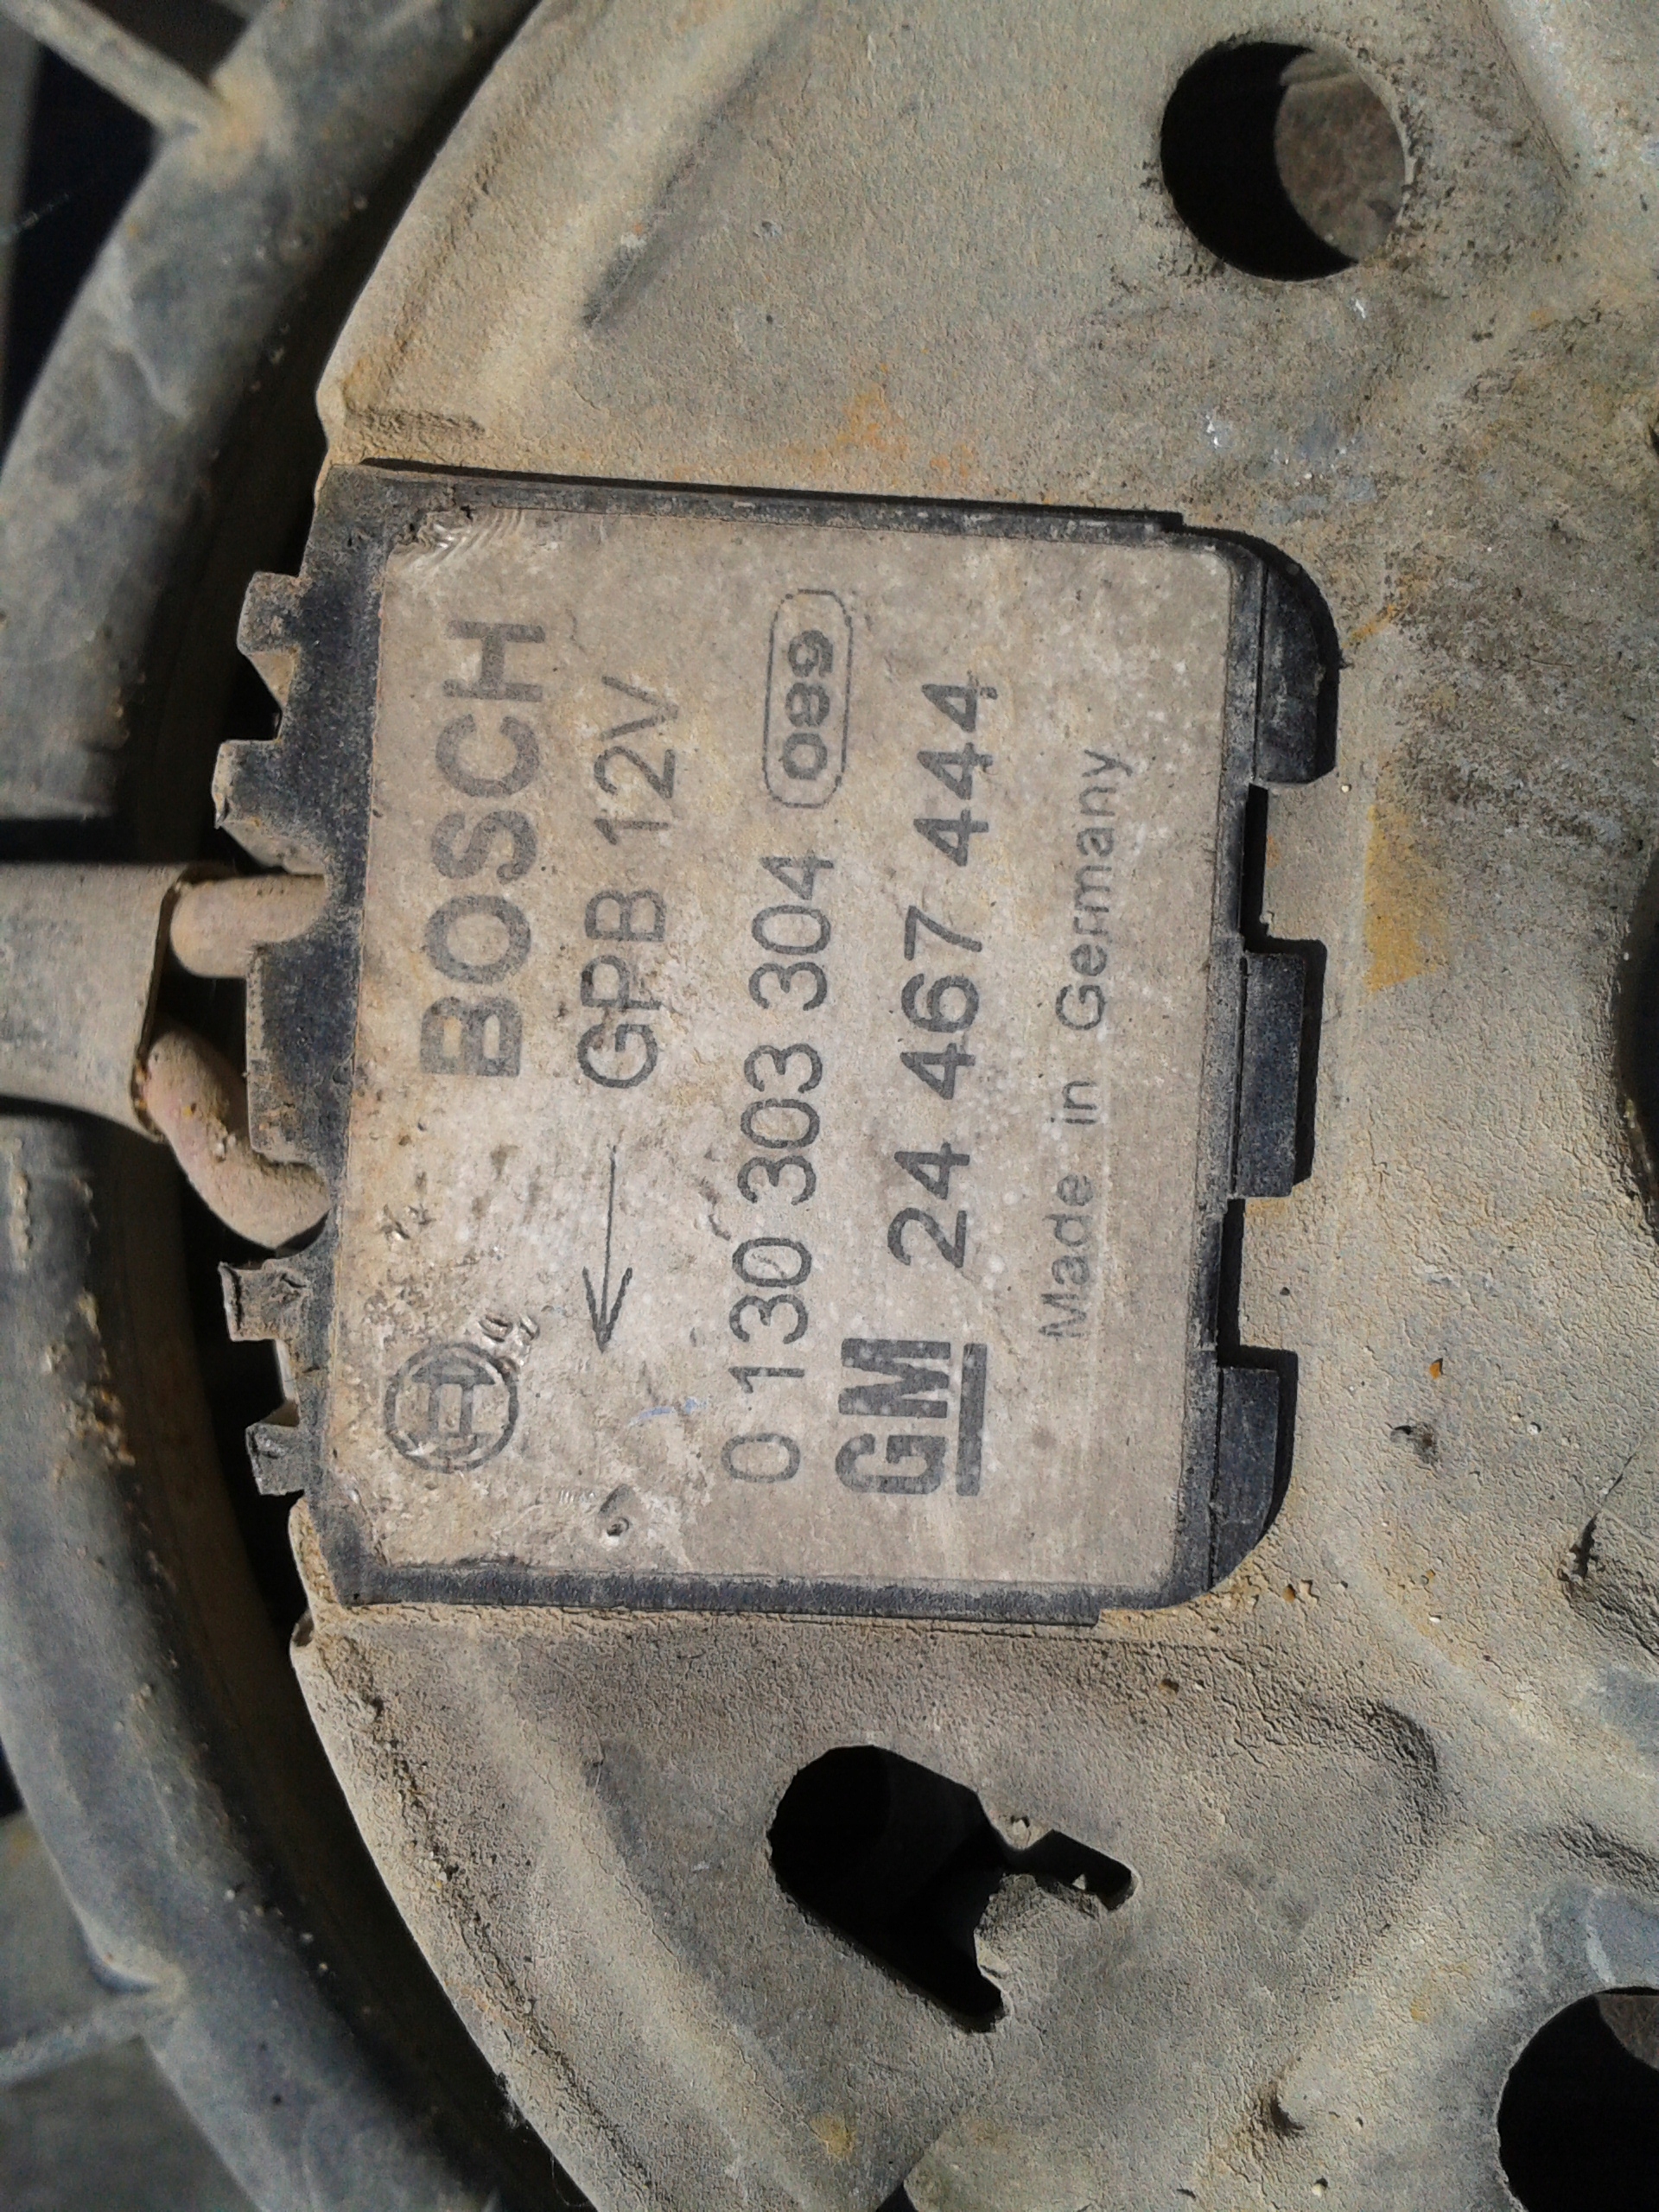 BOSCH
← GPB 12V
0 130 303 304 089
GM 24 467 444
Made in Germany